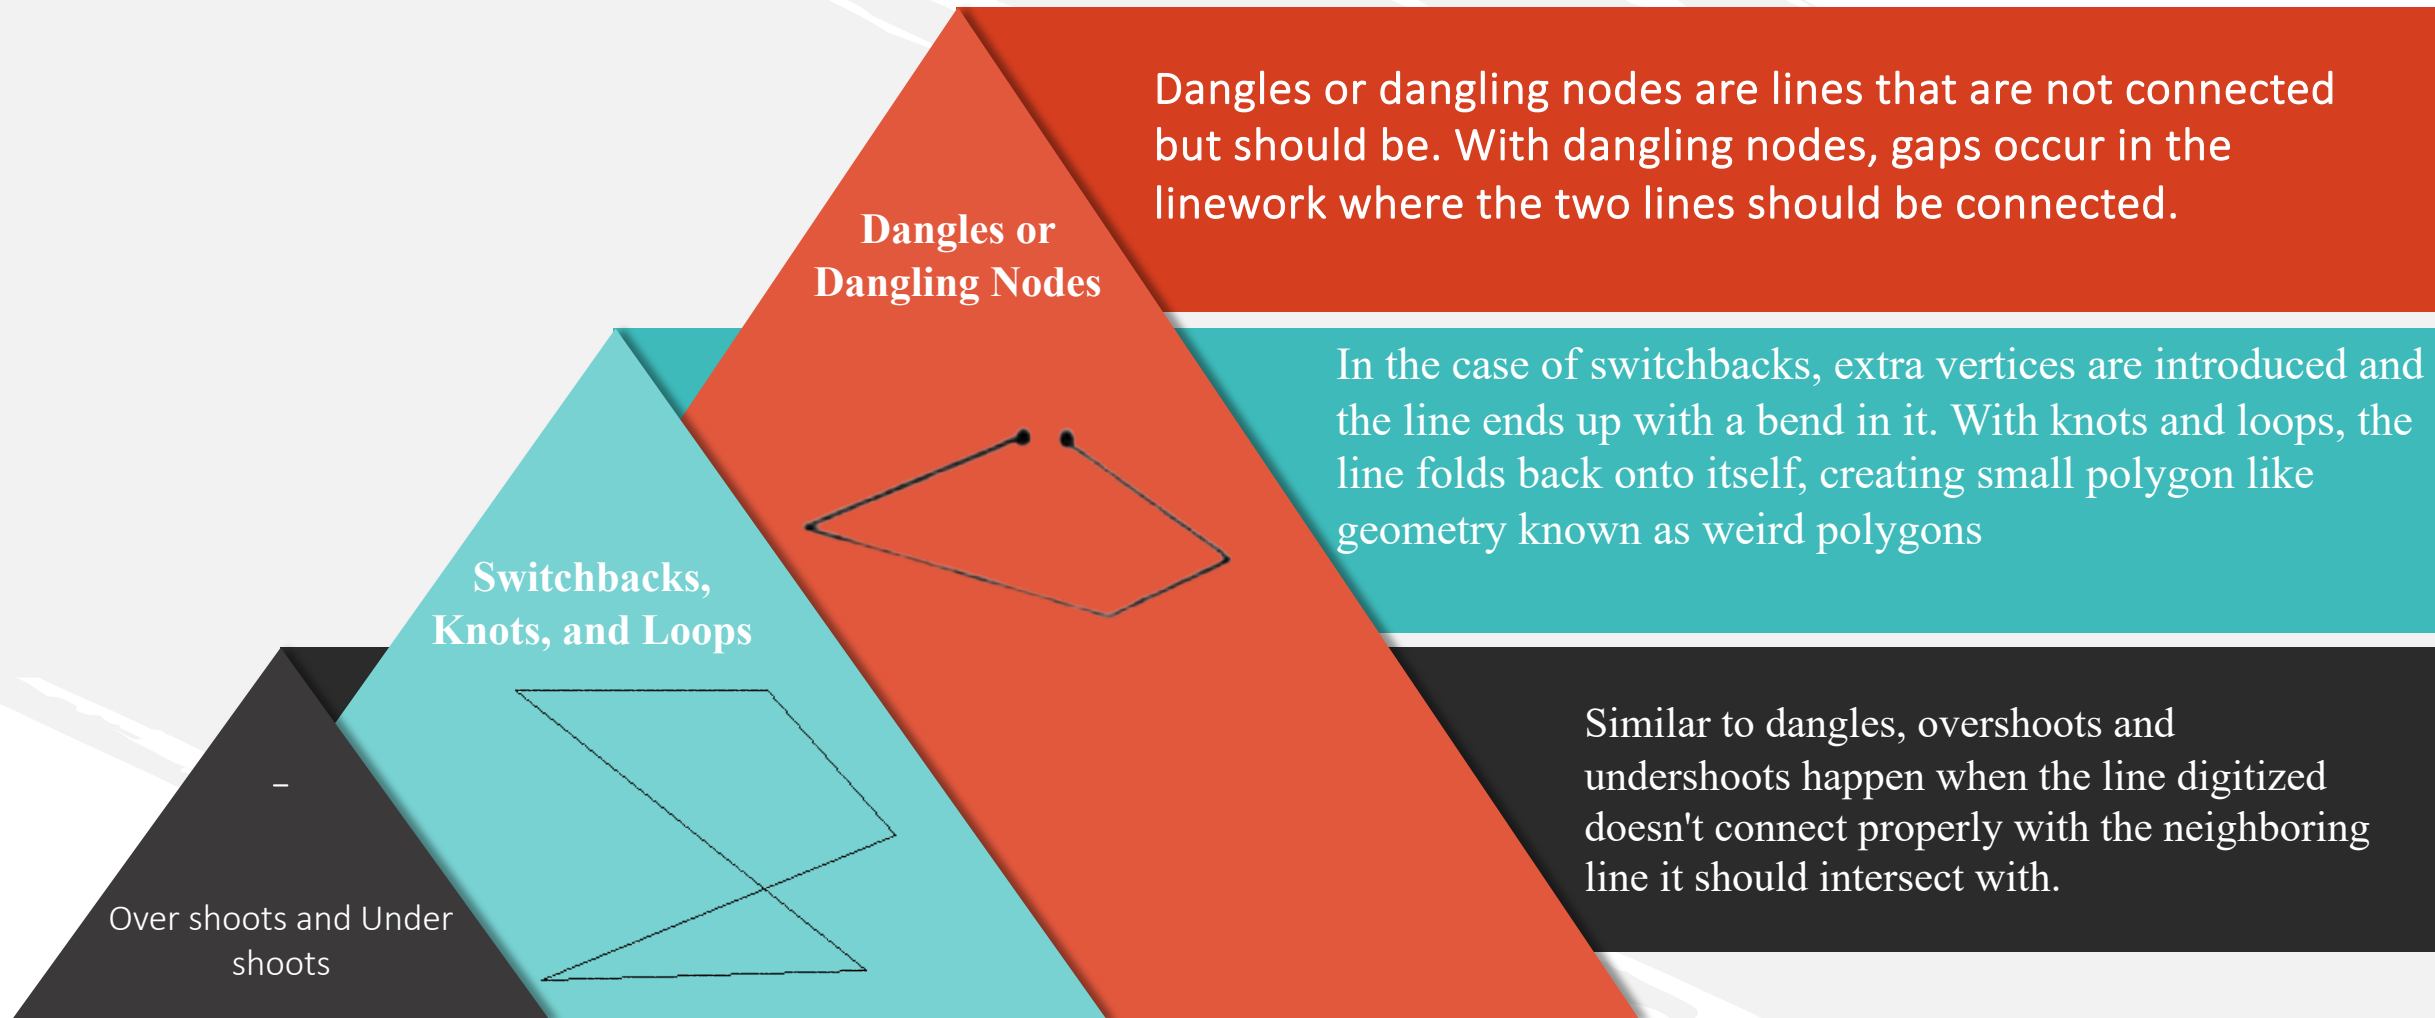 Dangles or dangling nodes are lines that are not connected
but should be. With dangling nodes, gaps occur in the
linework where the two lines should be connected.
Dangles or
Dangling Nodes
In the case of switchbacks, extra vertices are introduced and
the line ends up with a bend in it. With knots and loops, the
line folds back onto itself, creating small polygon like
geometry known as weird polygons
Switchbacks,
Knots, and Loops
Similar to dangles, overshoots and
undershoots happen when the line digitized
doesn't connect properly with the neighboring
line it should intersect with.
–
Over shoots and Under
shoots